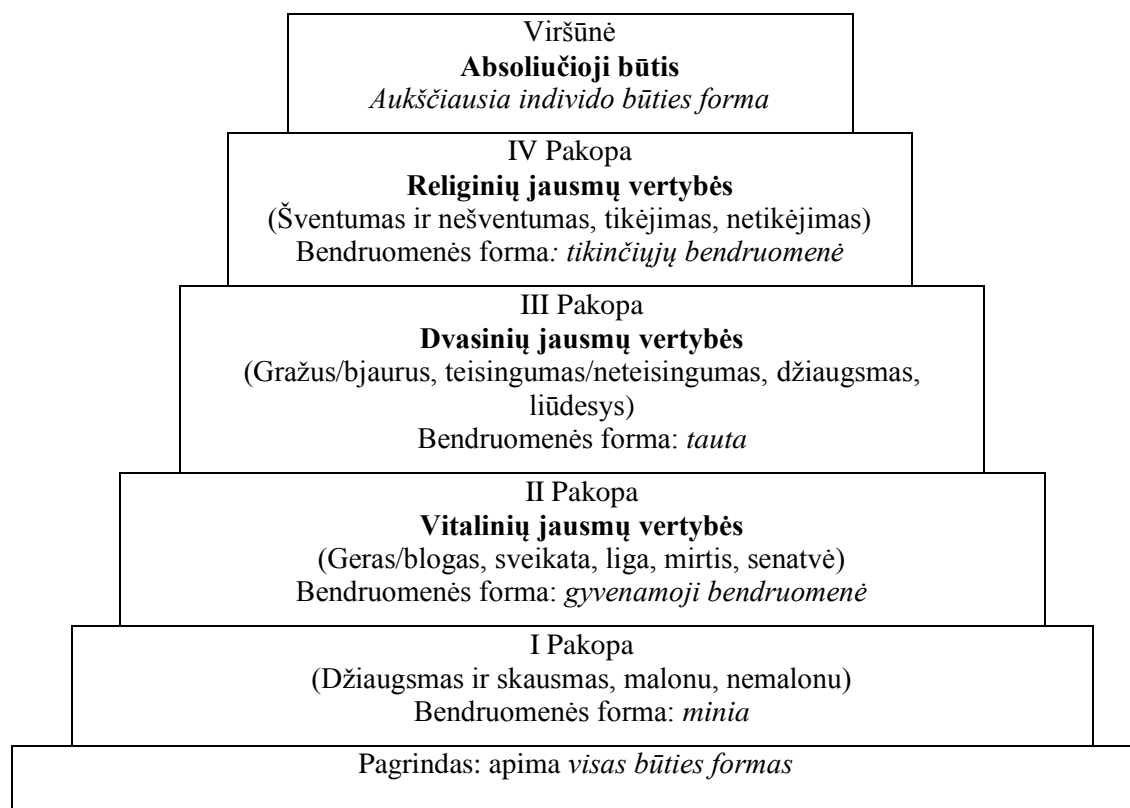 Viršūnė
Absoliučioji būtis
Aukščiausia individo būties forma
IV Pakopa
Religinių jausmų vertybės
(Šventumas ir nešventumas, tikėjimas, netikėjimas)
Bendruomenės forma: tikinčiųjų bendruomenė
III Pakopa
Dvasinių jausmų vertybės
(Gražus/bjaurus, teisingumas/neteisingumas, džiaugsmas,
liūdesys)
Bendruomenės forma: tauta
II Pakopa
Vitalinių jausmų vertybės
(Geras/blogas, sveikata, liga, mirtis, senatvė)
Bendruomenės forma: gyvenamoji bendruomenė
I Pakopa
(Džiaugsmas ir skausmas, malonu, nemalonu)
Bendruomenės forma: minia
Pagrindas: apima visas būties formas